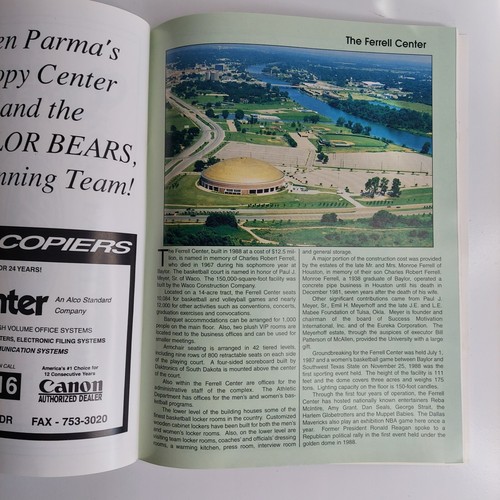 en Parma's
opy Center
and the
LOR BEARS,
nning Team!
COPIERS
FOR 24 YEARS!
nter
An Alco Standard
Company
SH VOLUME OFFICE SYSTEMS
TERS, ELECTRONIC FILING SYSTEMS
MUNICATION SYSTEMS
CALL
16
America's #1 Choice for
12 Consecutive Years
Canon
AUTHORIZED DEALER
DR FAX - 753-3020
The Ferrell Center
The Ferrell Center, built in 1988 at a cost of $12.5 mil-
lion, is named in memory of Charles Robert Ferrell,
who died in 1967 during his sophomore year at
Baylor. The basketball court is named in honor of Paul J.
Meyer, Sr. of Waco. The 150,000-square-foot facility was
built by the Waco Construction Company.
Located on a 14-acre tract, the Ferrell Center seats
10,084 for basketball and volleyball games and nearly
12,000 for other activities such as conventions, concerts,
graduation exercises and convocations.
Banquet accommodations can be arranged for 1,000
people on the main floor. Also, two plush VIP rooms are
located next to the business offices and can be used for
smaller meetings.
Armchair seating is arranged in 42 tiered levels,
including nine rows of 800 retractable seats on each side
of the playing court. A four-sided scoreboard built by
Daktronics of South Dakota is mounted above the center
of the court.
Also within the Ferrell Center are offices for the
administrative staff of the complex. The Athletic
Department has offices for the men's and women's bas-
ketball programs.
The lower level of the building houses some of the
finest basketball locker rooms in the country. Customized
wooden cabinet lockers have been built for both the men's
and women's locker rooms. Also, on the lower level are
visiting team locker rooms, coaches' and officials' dressing
rooms, a warming kitchen, press room, interview room
and general storage.
A major portion of the construction cost was provided
by the estates of the late Mr. and Mrs. Monroe Ferrell of
Houston, in memory of their son Charles Robert Ferrell.
Monroe Ferrell, a 1938 graduate of Baylor, operated a
concrete pipe business in Houston until his death in
December 1981, seven years after the death of his wife.
Other significant contributions came from Paul J.
Meyer, Sr., Emil H. Meyerhoff and the late J.E. and L.E.
Mabee Foundation of Tulsa, Okla. Meyer is founder and
chairman of the board of Success Motivation
International, Inc. and of the Eureka Corporation. The
Meyerhoff estate, through the auspices of executor Bill
Patterson of McAllen, provided the University with a large
gift.
Groundbreaking for the Ferrell Center was held July 1,
1987 and a women's basketball game between Baylor and
Southwest Texas State on November 25, 1988 was the
first sporting event held. The height of the facility is 111
feet and the dome covers three acres and weighs 175
tons. Lighting capacity on the floor is 150-foot candles.
Through the first four years of operation, the Ferrell
Center has hosted nationally known entertainers Reba
McIntire, Amy Grant, Dan Seals, George Strait, the
Harlem Globetrotters and the Muppet Babies. The Dallas
Mavericks also play an exhibition NBA game here once a
year. Former President Ronald Reagan spoke to a
Republican political rally in the first event held under the
golden dome in 1988.